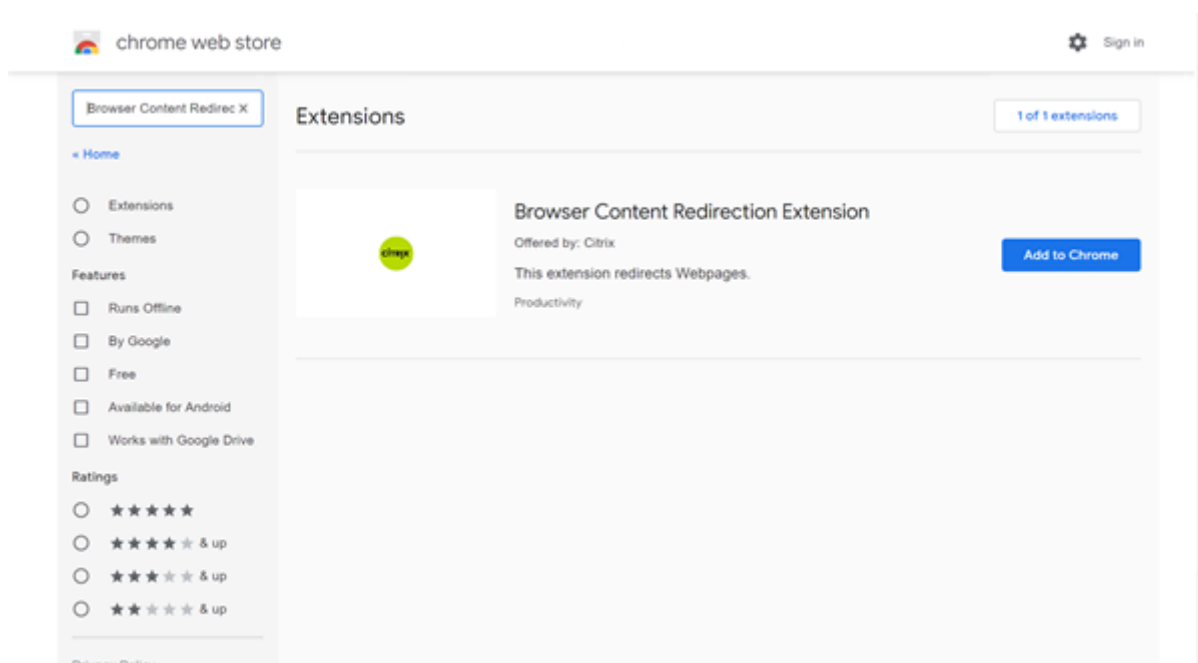 chrome web store
Sign in
Browser Content Redirec ×
Extensions
1 of 1 extensions
« Home
Extensions
Themes
Features
Runs Offline
By Google
Free
Available for Android
Works with Google Drive
Ratings
& up
& up
& up
citrix
Browser Content Redirection Extension
Offered by: Citrix
This extension redirects Webpages.
Productivity
Add to Chrome